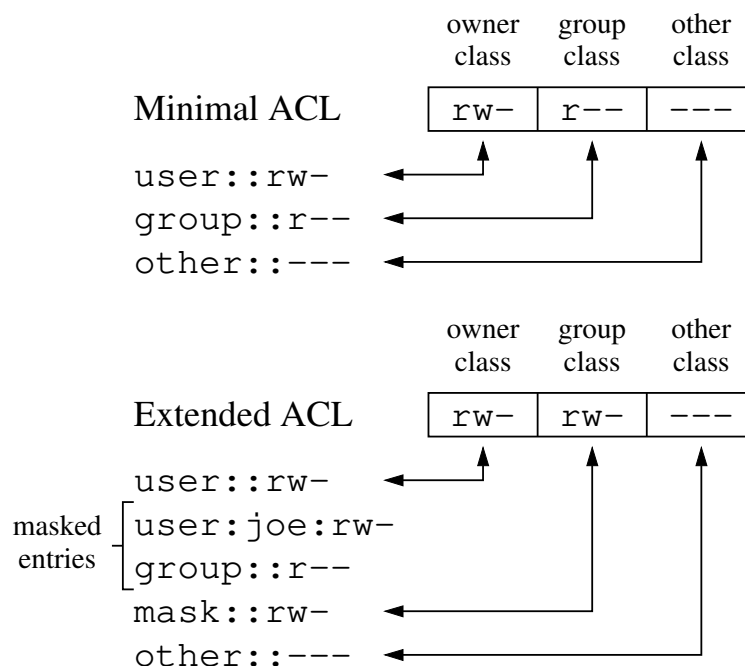 owner group other
class class class
Minimal ACL rw- r-- ---
user::rw-
group::r--
other::---
owner group other
class class class
Extended ACL rw- rw- ---
user::rw-
masked entries
user:joe:rw-
group::r--
mask::rw-
other::---